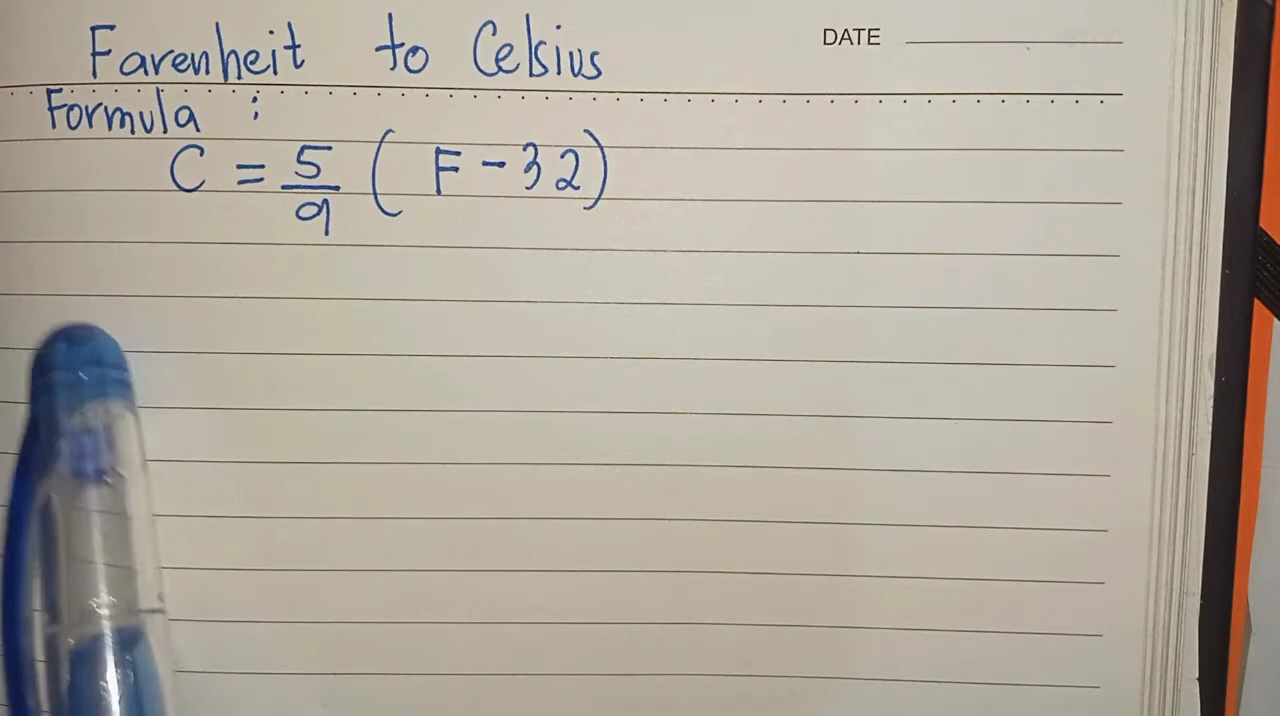 Farenheit to Celsius
DATE
Formula :
C = 5/9 ( F - 32)